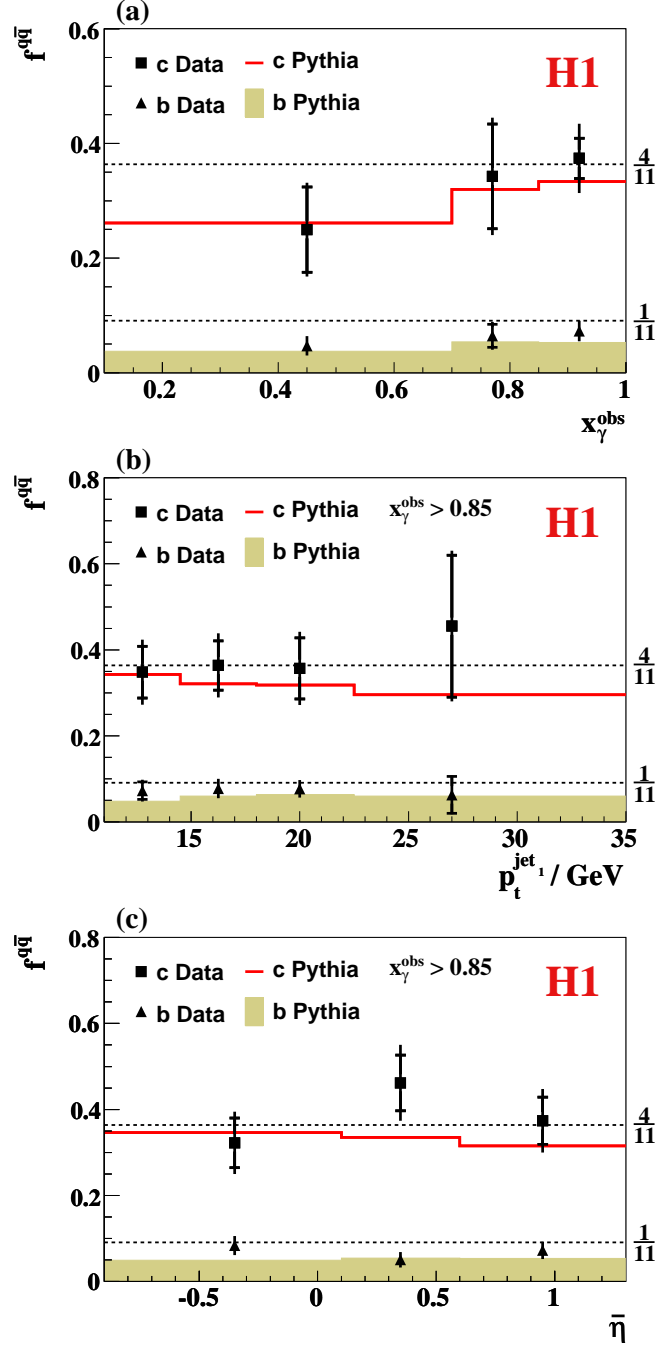 (a)
f^{qq̄}
0.6
0.4
0.2
0
■ c Data — c Pythia
▲ b Data b Pythia
H1
4/11
1/11
0.2 0.4 0.6 0.8 1
x_γ^{obs}
(b)
f^{qq̄}
0.8
0.6
0.4
0.2
0
■ c Data — c Pythia x_γ^{obs} > 0.85
▲ b Data b Pythia
H1
4/11
1/11
15 20 25 30 35
p_t^{jet_1} / GeV
(c)
f^{qq̄}
0.8
0.6
0.4
0.2
0
■ c Data — c Pythia x_γ^{obs} > 0.85
▲ b Data b Pythia
H1
4/11
1/11
-0.5 0 0.5 1
η̄